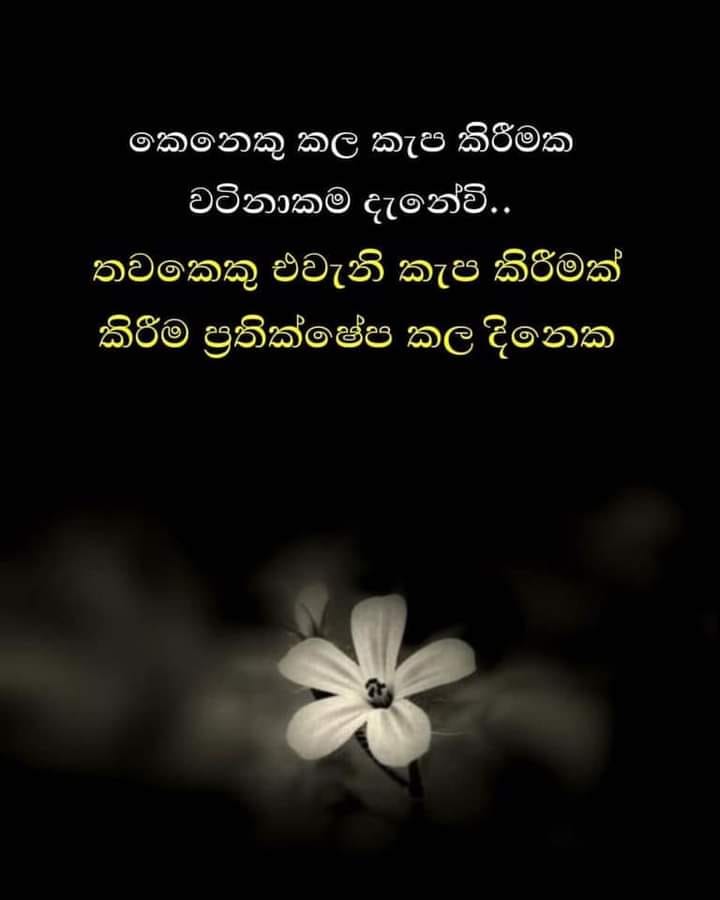 කෙනෙකු කල කැප කිරීමක
වටිනාකම දැනේවි..
තවකෙකු එවැනි කැප කිරීමක්
කිරීම ප්‍රතික්ෂේප කල දිනෙක